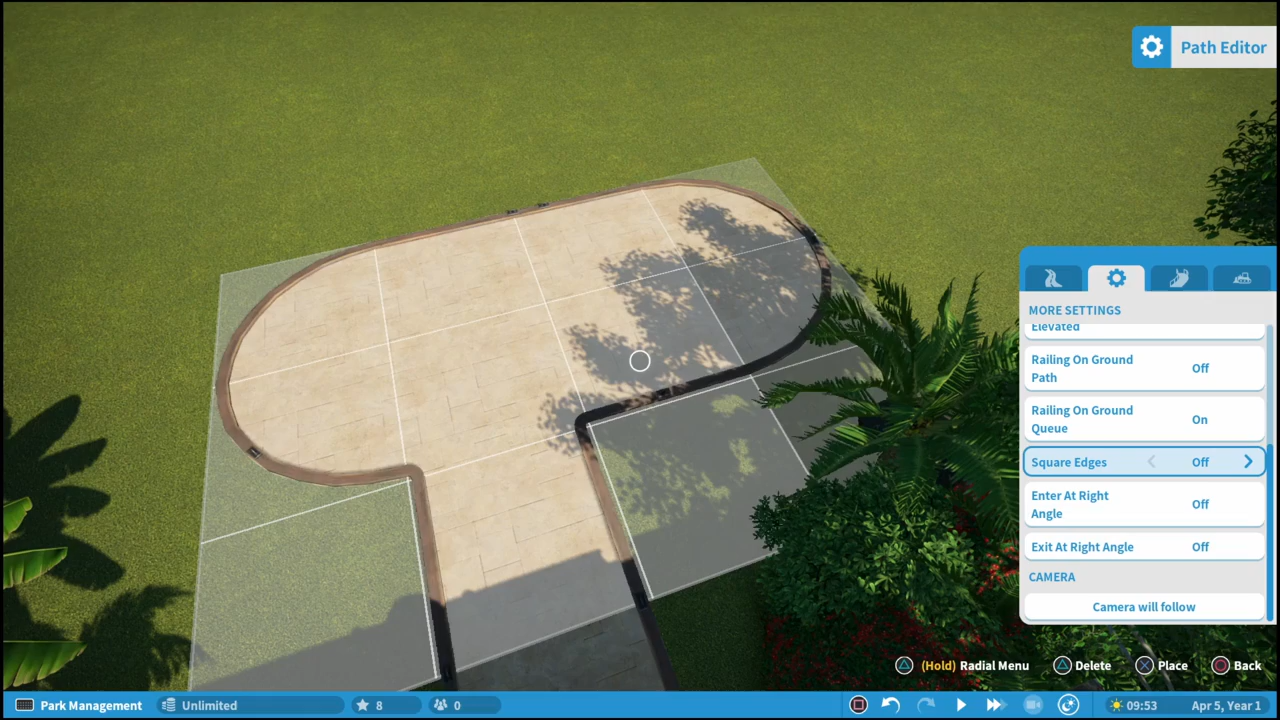 Path Editor
MORE SETTINGS
Elevated
Railing On Ground
Path
Off
Railing On Ground
Queue
On
Square Edges
Off
Enter At Right
Angle
Off
Exit At Right Angle
Off
CAMERA
Camera will follow
(Hold) Radial Menu
Delete
Place
Back
Park Management
Unlimited
8
0
09:53
Apr 5, Year 1